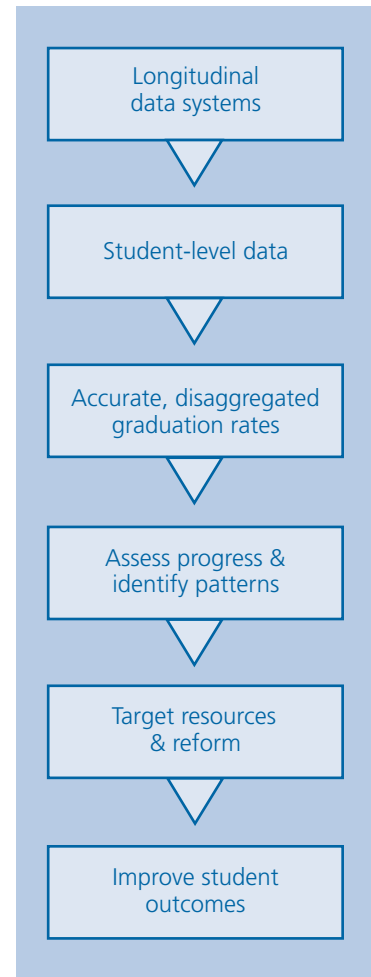 Longitudinal
data systems
Student-level data
Accurate, disaggregated
graduation rates
Assess progress &
identify patterns
Target resources
& reform
Improve student
outcomes